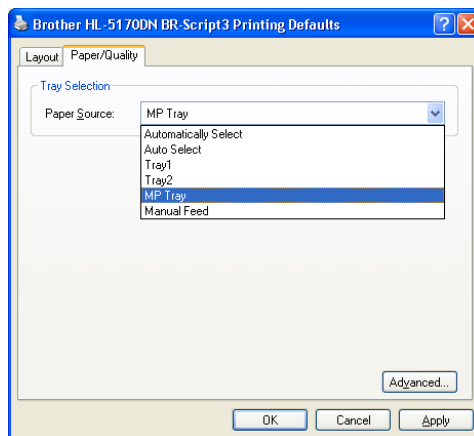 Brother HL-5170DN BR-Script3 Printing Defaults
Layout Paper/Quality
Tray Selection
Paper Source: MP Tray
Automatically Select
Auto Select
Tray1
Tray2
MP Tray
Manual Feed
Advanced...
OK Cancel Apply